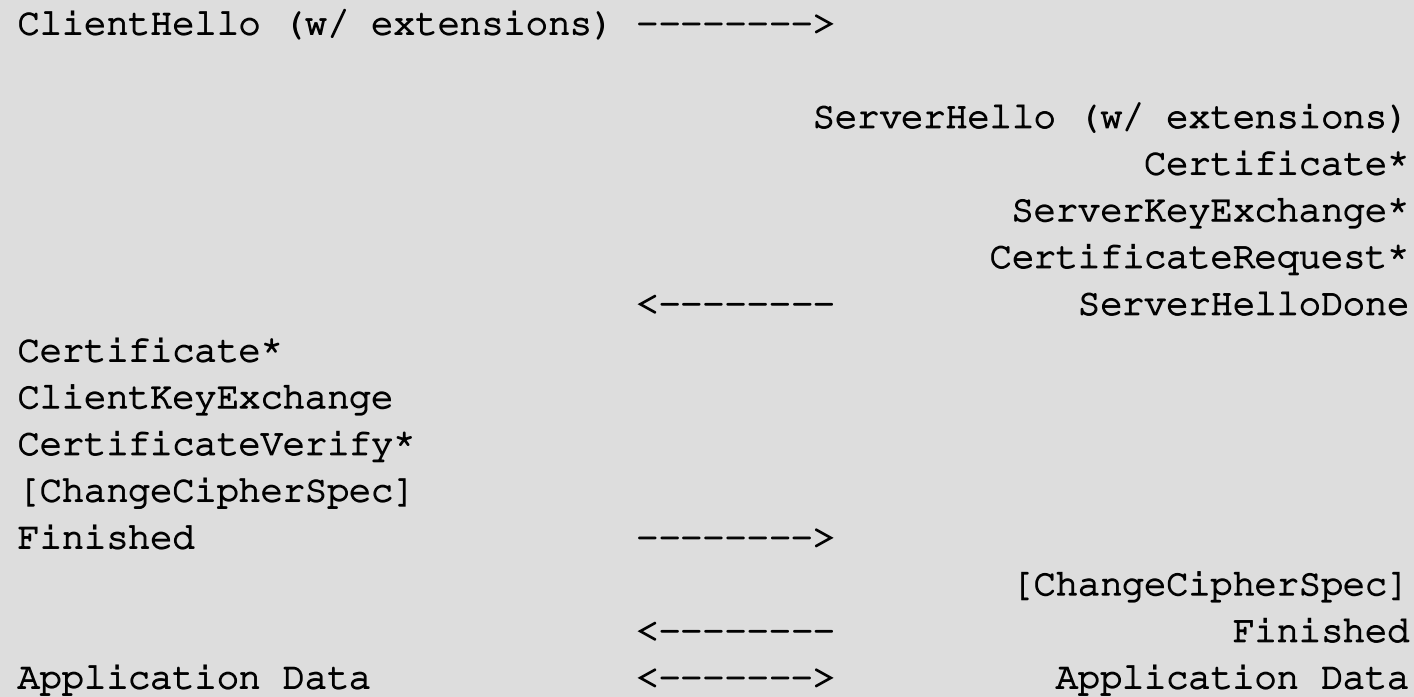 ClientHello (w/ extensions) -------->
ServerHello (w/ extensions)
Certificate*
ServerKeyExchange*
CertificateRequest*
<-------- ServerHelloDone
Certificate*
ClientKeyExchange
CertificateVerify*
[ChangeCipherSpec]
Finished -------->
[ChangeCipherSpec]
<-------- Finished
Application Data <-------> Application Data